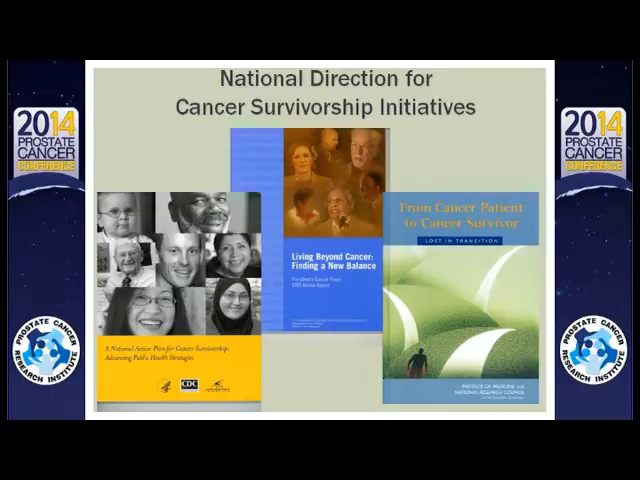 National Direction for
Cancer Survivorship Initiatives
2014
PROSTATE
CANCER
CONFERENCE
2014
PROSTATE
CANCER
CONFERENCE
Living Beyond Cancer:
Finding a New Balance
President's Cancer Panel
Annual Report
From Cancer Patient
to Cancer Survivor
LOST IN TRANSITION
A National Action Plan for Cancer Survivorship:
Advancing Public Health Strategies
CDC
INSTITUTE OF MEDICINE AND
NATIONAL RESEARCH COUNCIL
PROSTATE CANCER
RESEARCH INSTITUTE
PROSTATE CANCER
RESEARCH INSTITUTE